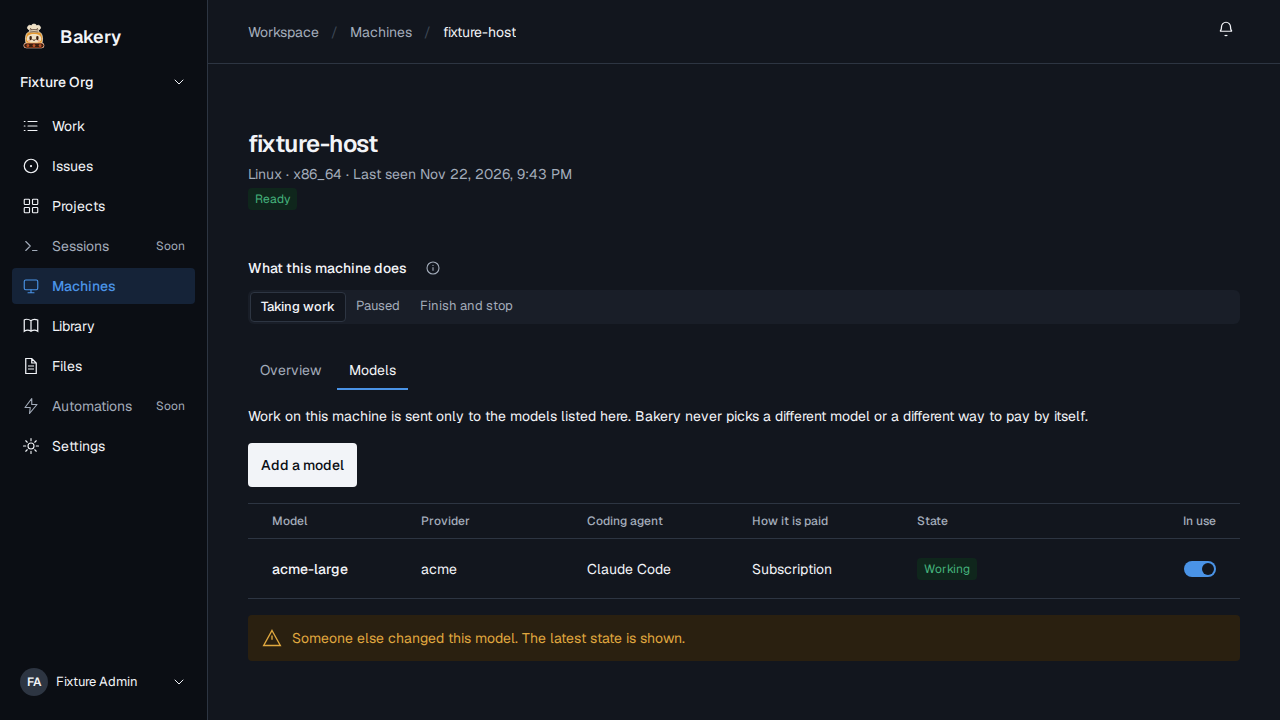 Bakery
Fixture Org
Work
Issues
Projects
Sessions Soon
Machines
Library
Files
Automations Soon
Settings
FA Fixture Admin
Workspace / Machines / fixture-host
fixture-host
Linux · x86_64 · Last seen Nov 22, 2026, 9:43 PM
Ready
What this machine does
Taking work Paused Finish and stop
Overview Models
Work on this machine is sent only to the models listed here. Bakery never picks a different model or a different way to pay by itself.
Add a model
Model Provider Coding agent How it is paid State In use
acme-large acme Claude Code Subscription Working
Someone else changed this model. The latest state is shown.